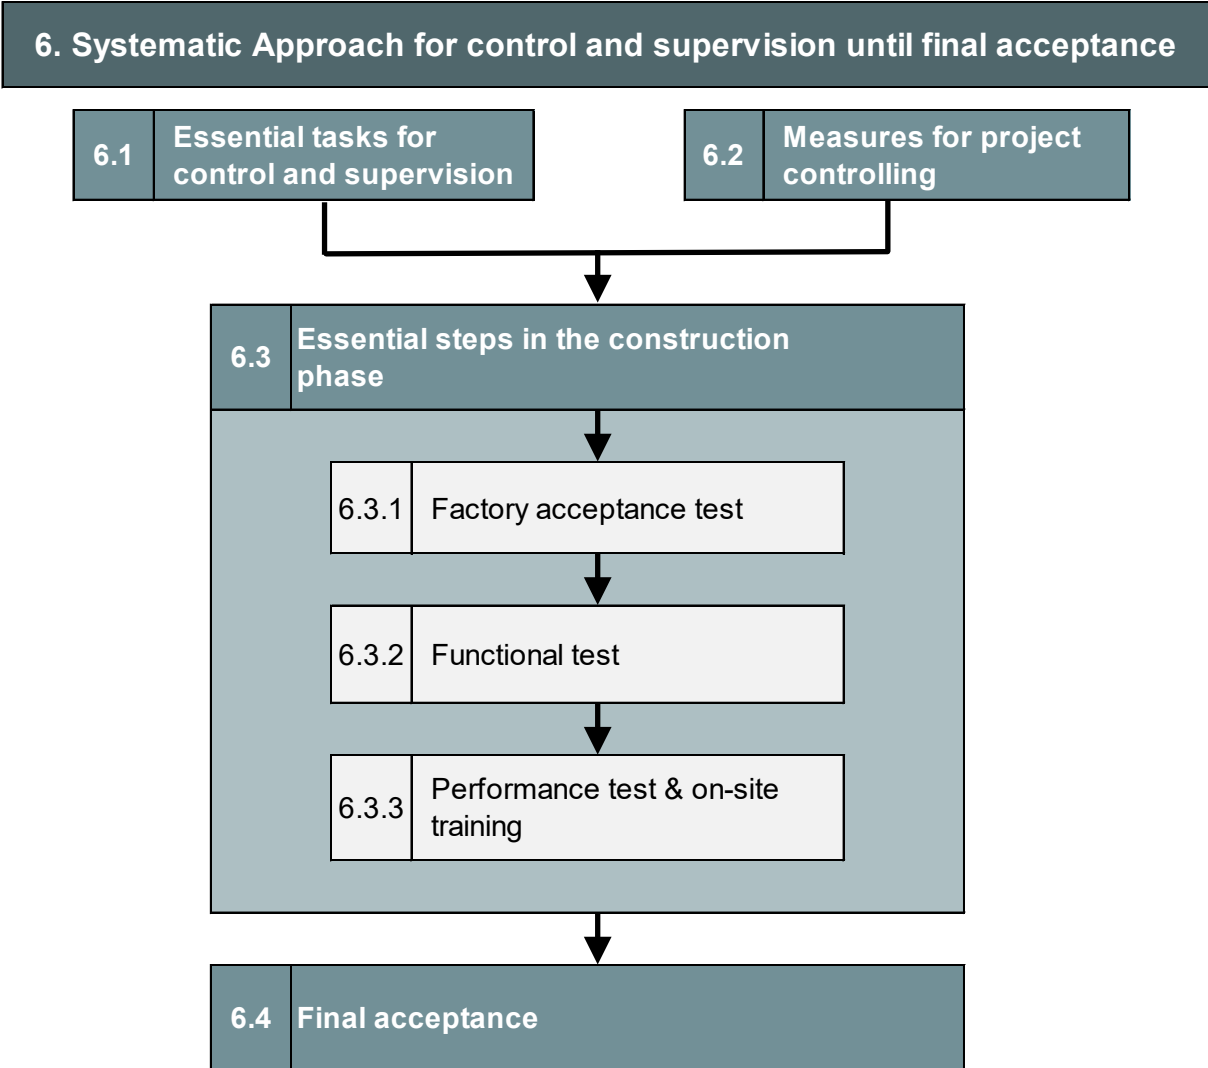 6. Systematic Approach for control and supervision until final acceptance
6.1
Essential tasks for
control and supervision
6.2
Measures for project
controlling
6.3
Essential steps in the construction
phase
6.3.1
Factory acceptance test
6.3.2
Functional test
6.3.3
Performance test & on-site
training
6.4
Final acceptance